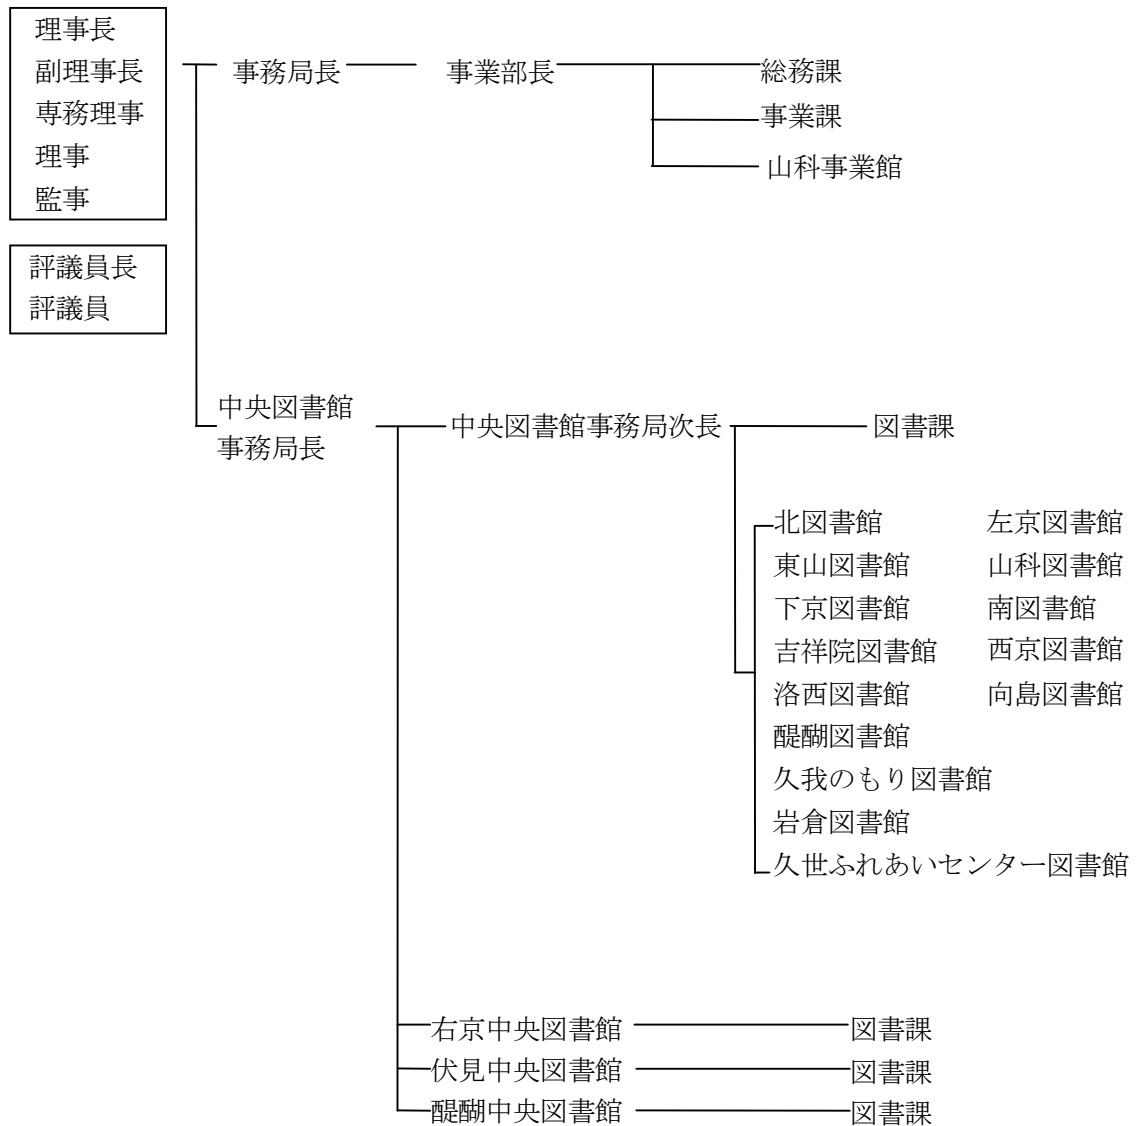 理事長
副理事長
専務理事
理事
監事
評議員長
評議員
事務局長
事業部長
総務課
事業課
山科事業館
中央図書館
事務局長
中央図書館事務局次長
図書課
北図書館
左京図書館
東山図書館
山科図書館
下京図書館
南図書館
吉祥院図書館
西京図書館
洛西図書館
向島図書館
醍醐図書館
久我のもり図書館
岩倉図書館
久世ふれあいセンター図書館
右京中央図書館
図書課
伏見中央図書館
図書課
醍醐中央図書館
図書課